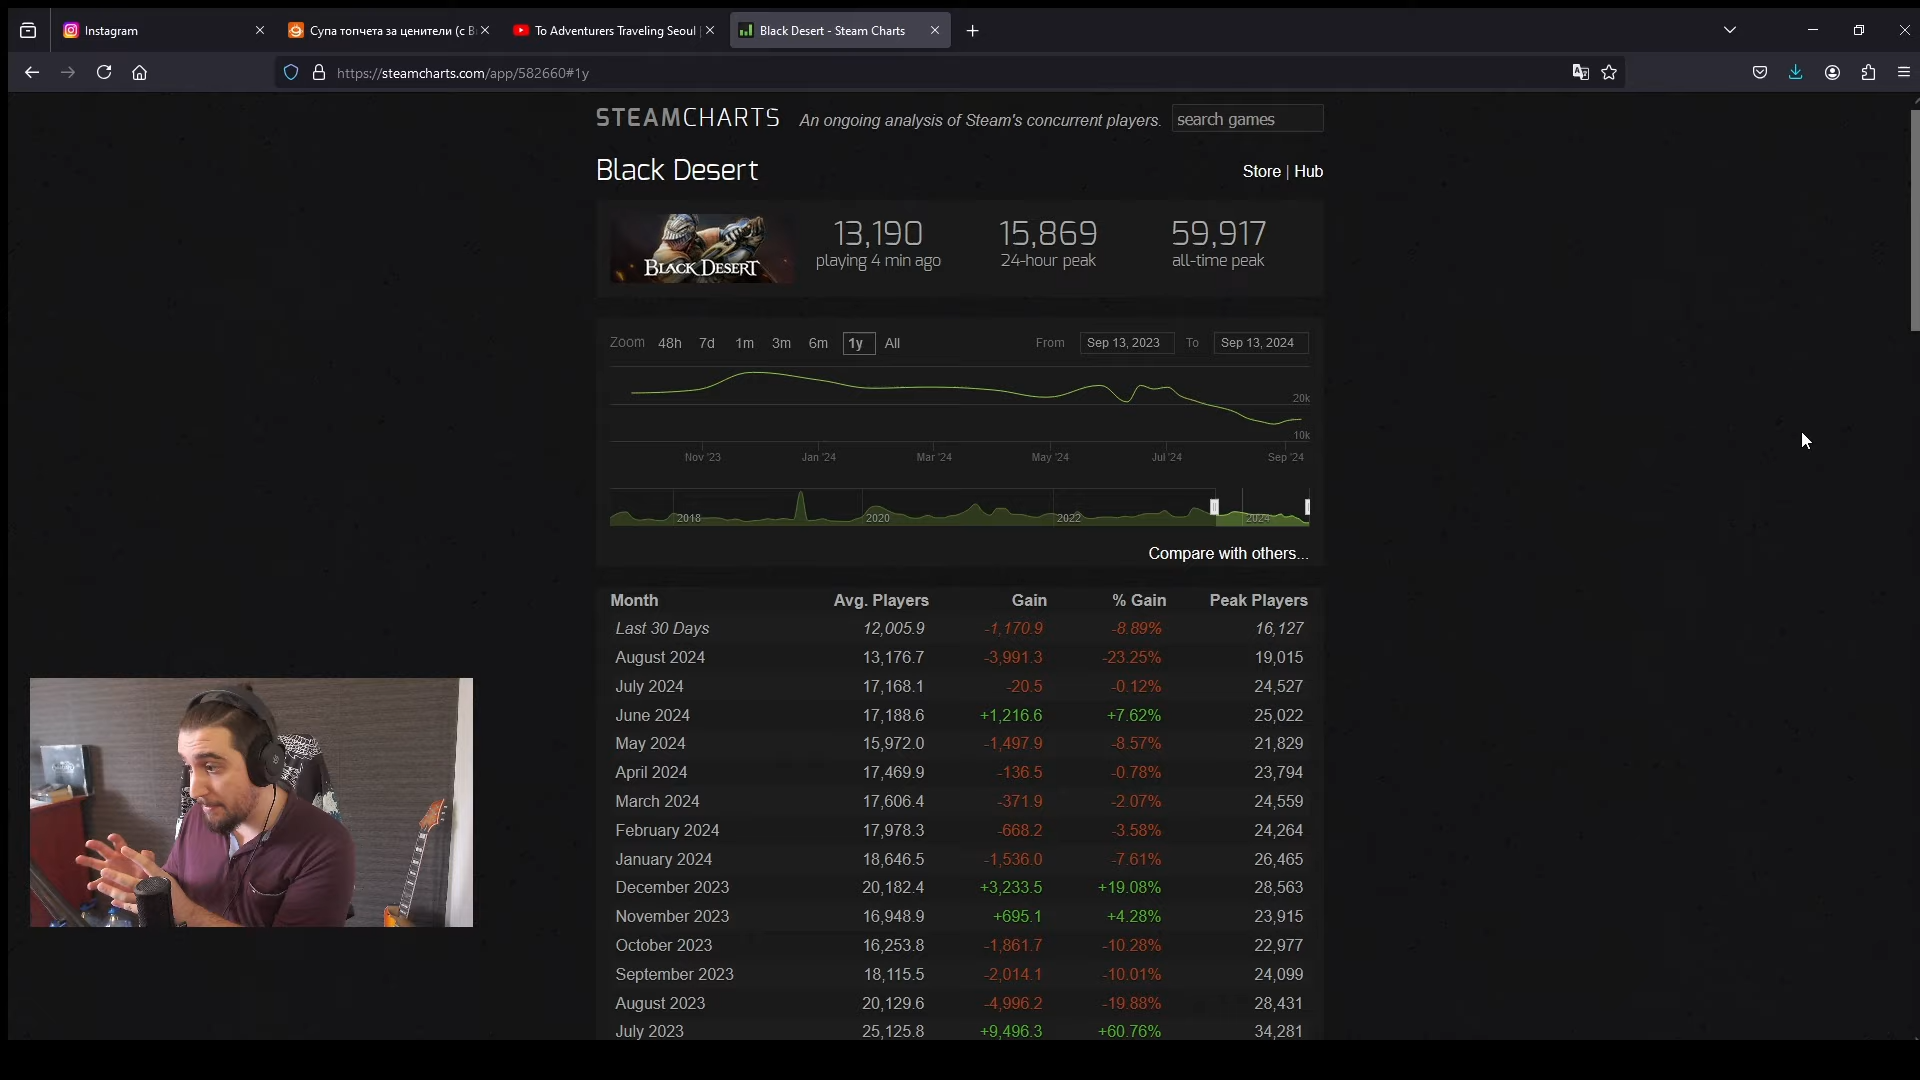 Instagram
Супа топчета за ценители (с В
To Adventurers Traveling Seoul |
Black Desert - Steam Charts
https://steamcharts.com/app/582660#1y
STEAMCHARTS
An ongoing analysis of Steam's concurrent players.
search games
Black Desert
Store | Hub
BLACK DESERT
13,190
playing 4 min ago
15,869
24-hour peak
59,917
all-time peak
Zoom 48h 7d 1m 3m 6m 1y All
From Sep 13, 2023 To Sep 13, 2024
20k
10k
Nov '23 Jan '24 Mar '24 May '24 Jul '24 Sep '24
2018 2020 2022 2024
Compare with others...
Month Avg. Players Gain % Gain Peak Players
Last 30 Days 12,005.9 -1,170.9 -8.89% 16,127
August 2024 13,176.7 -3,991.3 -23.25% 19,015
July 2024 17,168.1 -20.5 -0.12% 24,527
June 2024 17,188.6 +1,216.6 +7.62% 25,022
May 2024 15,972.0 -1,497.9 -8.57% 21,829
April 2024 17,469.9 -136.5 -0.78% 23,794
March 2024 17,606.4 -371.9 -2.07% 24,559
February 2024 17,978.3 -668.2 -3.58% 24,264
January 2024 18,646.5 -1,536.0 -7.61% 26,465
December 2023 20,182.4 +3,233.5 +19.08% 28,563
November 2023 16,948.9 +695.1 +4.28% 23,915
October 2023 16,253.8 -1,861.7 -10.28% 22,977
September 2023 18,115.5 -2,014.1 -10.01% 24,099
August 2023 20,129.6 -4,996.2 -19.88% 28,431
July 2023 25,125.8 +9,496.3 +60.76% 34,281